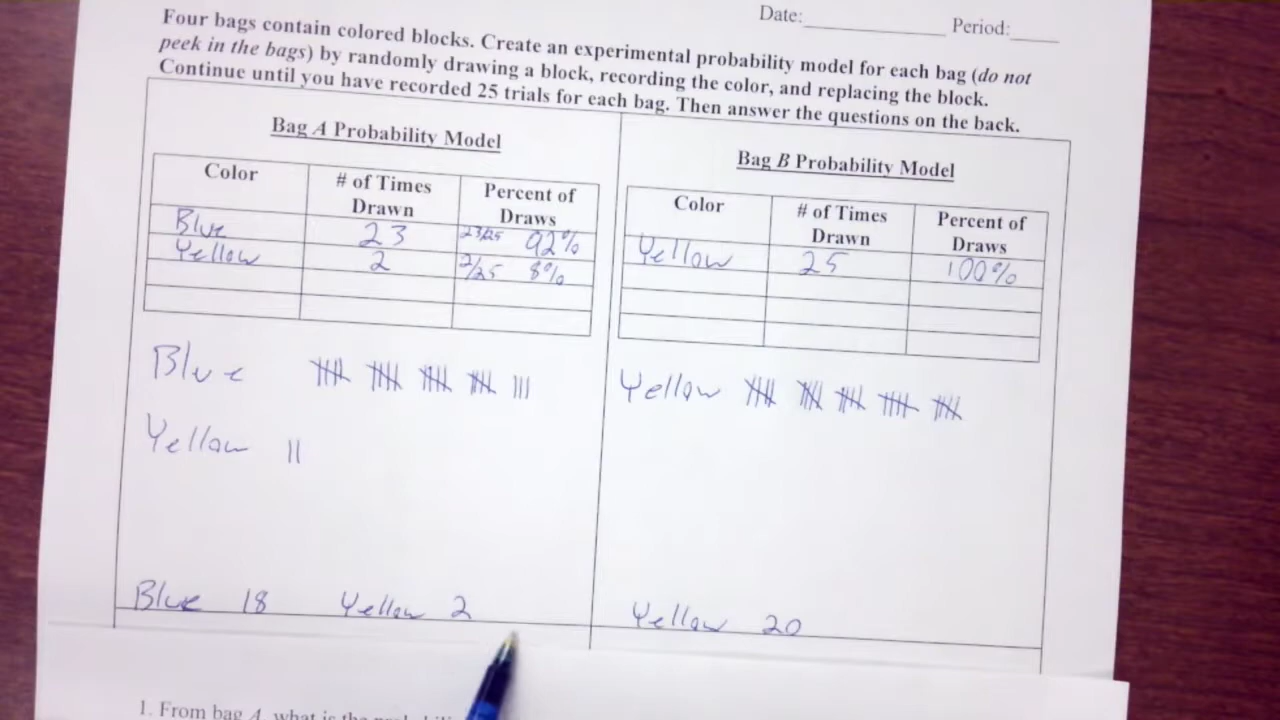 Date:____________ Period:_____
Four bags contain colored blocks. Create an experimental probability model for each bag (do not
peek in the bags) by randomly drawing a block, recording the color, and replacing the block.
Continue until you have recorded 25 trials for each bag. Then answer the questions on the back.
Bag A Probability Model
Color # of Times Drawn Percent of Draws
Blue 23 23/25 92%
Yellow 2 2/25 8%
Blue
Yellow
Blue 18 Yellow 2
Bag B Probability Model
Color # of Times Drawn Percent of Draws
Yellow 25 100%
Yellow
Yellow 20
1. From bag A, what is the